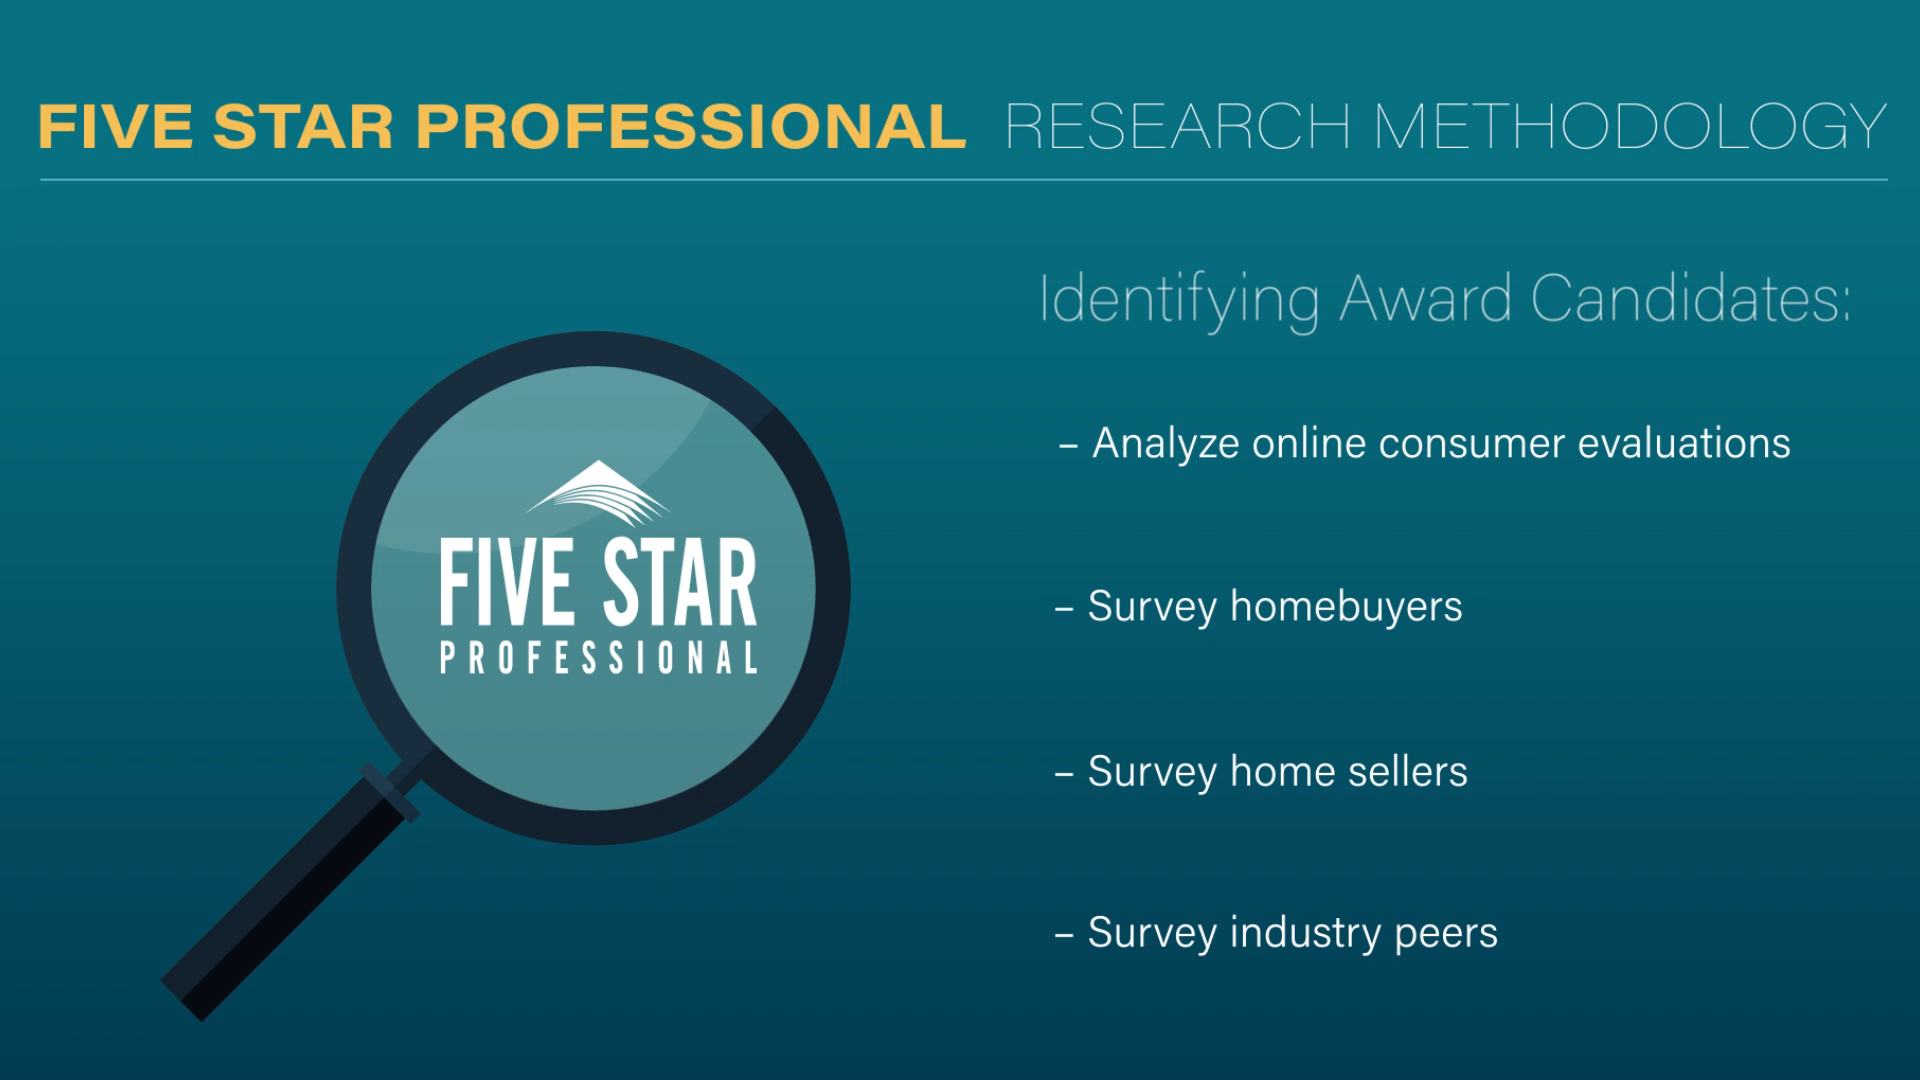 FIVE STAR PROFESSIONAL RESEARCH METHODOLOGY
Identifying Award Candidates:
– Analyze online consumer evaluations
– Survey homebuyers
– Survey home sellers
– Survey industry peers
FIVE STAR
PROFESSIONAL